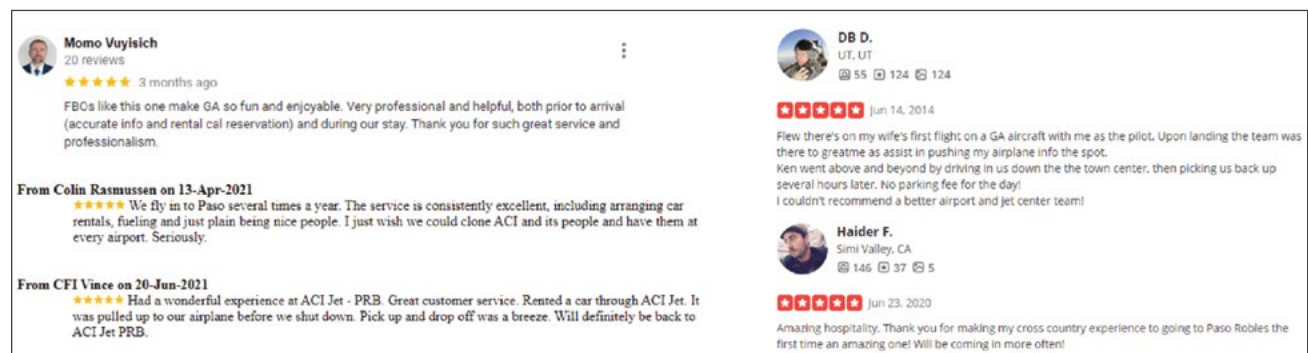 Momo Vuyisich
20 reviews
3 months ago
FBOs like this one make GA so fun and enjoyable. Very professional and helpful, both prior to arrival
(accurate info and rental cal reservation) and during our stay. Thank you for such great service and
professionalism.
From Colin Rasmussen on 13-Apr-2021
We fly in to Paso several times a year. The service is consistently excellent, including arranging car
rentals, fueling and just plain being nice people. I just wish we could clone ACI and its people and have them at
every airport. Seriously.
From CFI Vince on 20-Jun-2021
Had a wonderful experience at ACI Jet - PRB. Great customer service. Rented a car through ACI Jet. It
was pulled up to our airplane before we shut down. Pick up and drop off was a breeze. Will definitely be back to
ACI Jet PRB.
DB D.
UT, UT
55 124 124
Jun 14, 2014
Flew there's on my wife's first flight on a GA aircraft with me as the pilot. Upon landing the team was
there to greatme as assist in pushing my airplane info the spot.
Ken went above and beyond by driving in us down the the town center, then picking us back up
several hours later. No parking fee for the day!
I couldn't recommend a better airport and jet center team!
Haider F.
Simi Valley, CA
146 37 5
Jun 23, 2020
Amazing hospitality. Thank you for making my cross country experience to going to Paso Robles the
first time an amazing one! Will be coming in more often!